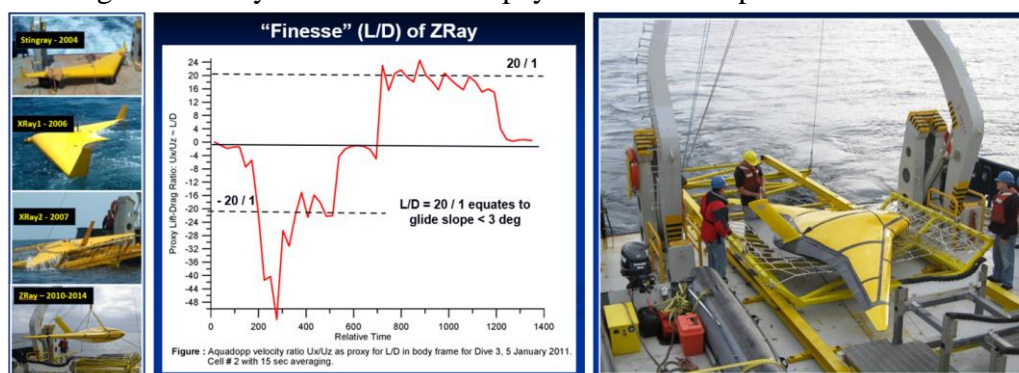 Stingray - 2004
XRay1 - 2006
XRay2 - 2007
ZRay – 2010-2014
“Finesse” (L/D) of ZRay
Proxy Lift-Drag Ratio: Ux/Uz ~ L/D
24
20
16
12
8
4
0
-4
-8
-12
-16
-20
-24
-28
-32
-36
-40
-44
-48
20 / 1
- 20 / 1
L/D = 20 / 1 equates to
glide slope < 3 deg
0
200
400
600
800
1000
1200
1400
Relative Time
Figure : Aquadopp velocity ratio Ux/Uz as proxy for L/D in body frame for Dive 3, 5 January 2011.
Cell # 2 with 15 sec averaging.